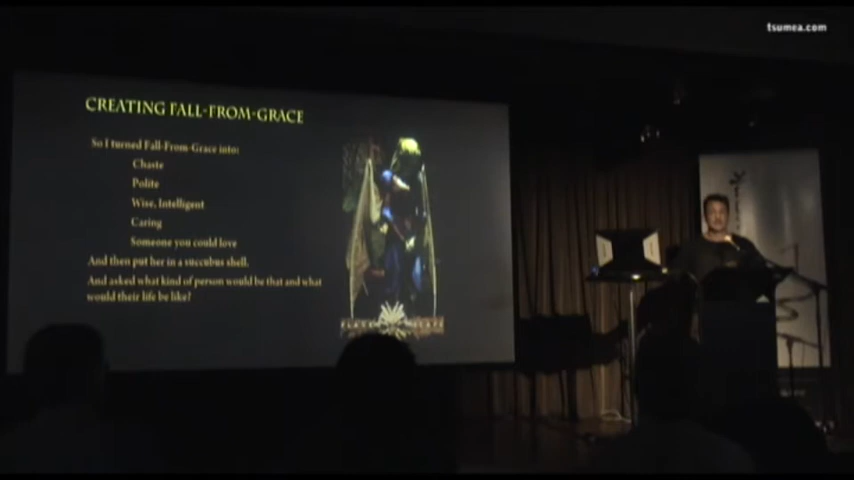 tsumea.com
CREATING FALL-FROM-GRACE
So I turned Fall-From-Grace into:
Chaste
Polite
Wise, Intelligent
Caring
Someone you could love
And then put her in a succubus shell.
And asked what kind of person would be that and what
would their life be like?